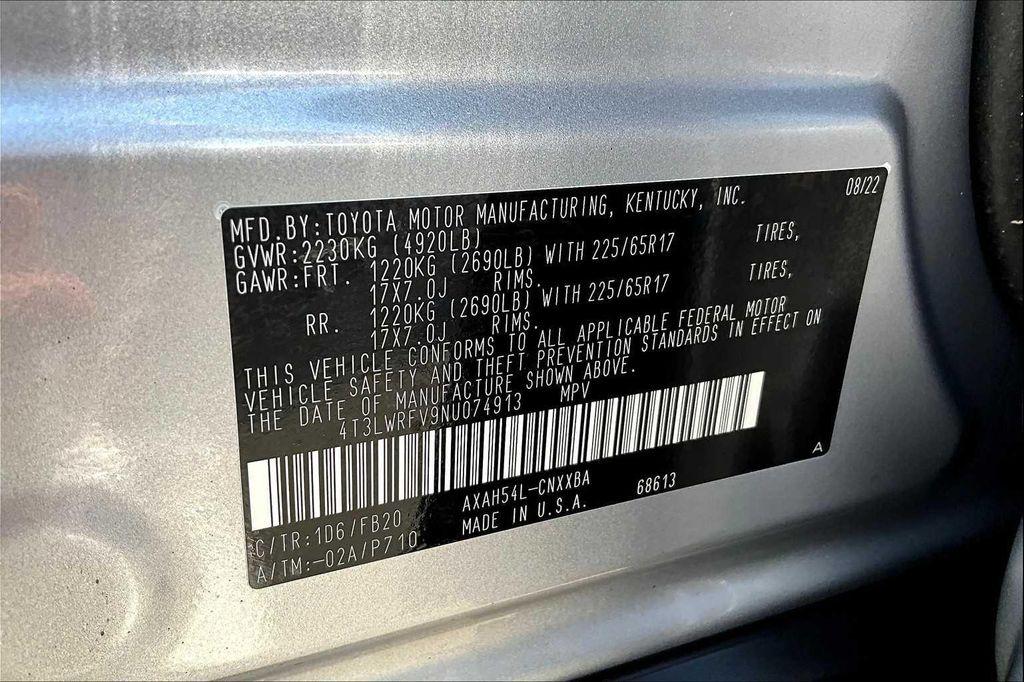 08/22
MFD.BY:TOYOTA MOTOR MANUFACTURING, KENTUCKY, INC.
GVWR:2230KG (4920LB)
GAWR:FRT. 1220KG (2690LB) WITH 225/65R17 TIRES,
17X7.0J RIMS.
RR. 1220KG (2690LB) WITH 225/65R17 TIRES,
17X7.0J RIMS.
THIS VEHICLE CONFORMS TO ALL APPLICABLE FEDERAL MOTOR
VEHICLE SAFETY AND THEFT PREVENTION STANDARDS IN EFFECT ON
THE DATE OF MANUFACTURE SHOWN ABOVE.
4T3LWRFV9NU074913 MPV
A
C/TR:1D6/FB20 AXAH54L-CNXXBA 68613
A/TM:-02A/P710 MADE IN U.S.A.